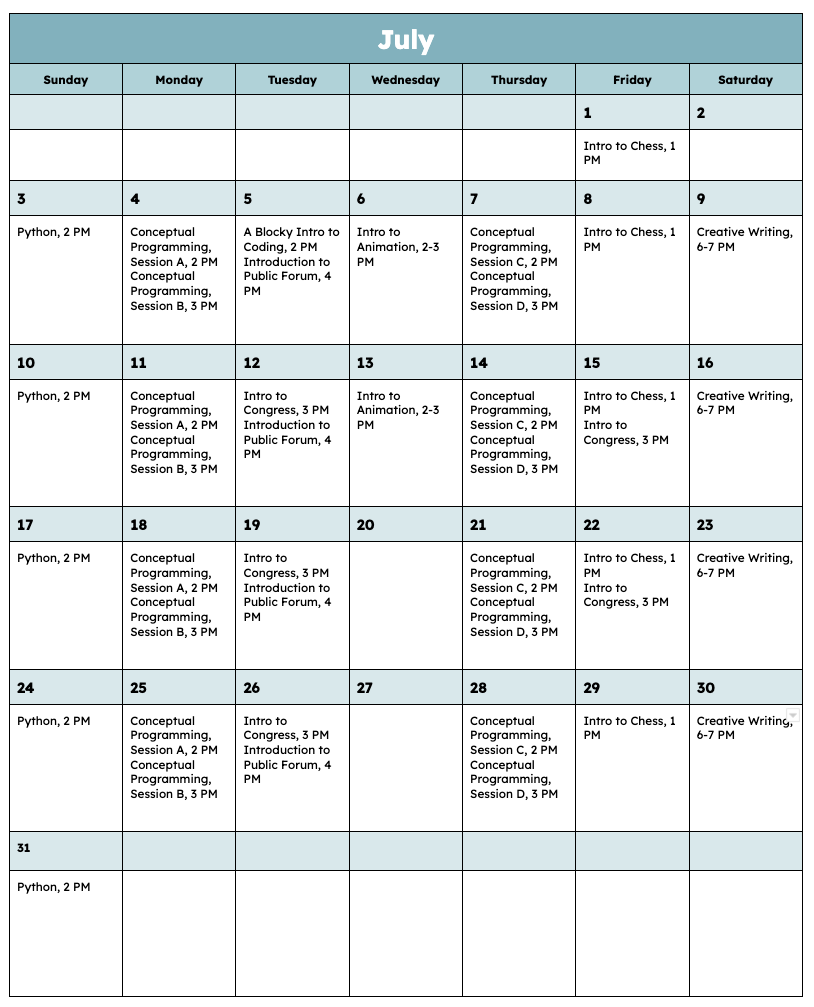 July
Sunday Monday Tuesday Wednesday Thursday Friday Saturday
1 2
Intro to Chess, 1
PM
3 4 5 6 7 8 9
Python, 2 PM
Conceptual
Programming,
Session A, 2 PM
Conceptual
Programming,
Session B, 3 PM
A Blocky Intro to
Coding, 2 PM
Introduction to
Public Forum, 4
PM
Intro to
Animation, 2-3
PM
Conceptual
Programming,
Session C, 2 PM
Conceptual
Programming,
Session D, 3 PM
Intro to Chess, 1
PM
Creative Writing,
6-7 PM
10 11 12 13 14 15 16
Python, 2 PM
Conceptual
Programming,
Session A, 2 PM
Conceptual
Programming,
Session B, 3 PM
Intro to
Congress, 3 PM
Introduction to
Public Forum, 4
PM
Intro to
Animation, 2-3
PM
Conceptual
Programming,
Session C, 2 PM
Conceptual
Programming,
Session D, 3 PM
Intro to Chess, 1
PM
Intro to
Congress, 3 PM
Creative Writing,
6-7 PM
17 18 19 20 21 22 23
Python, 2 PM
Conceptual
Programming,
Session A, 2 PM
Conceptual
Programming,
Session B, 3 PM
Intro to
Congress, 3 PM
Introduction to
Public Forum, 4
PM
Conceptual
Programming,
Session C, 2 PM
Conceptual
Programming,
Session D, 3 PM
Intro to Chess, 1
PM
Intro to
Congress, 3 PM
Creative Writing,
6-7 PM
24 25 26 27 28 29 30
Python, 2 PM
Conceptual
Programming,
Session A, 2 PM
Conceptual
Programming,
Session B, 3 PM
Intro to
Congress, 3 PM
Introduction to
Public Forum, 4
PM
Conceptual
Programming,
Session C, 2 PM
Conceptual
Programming,
Session D, 3 PM
Intro to Chess, 1
PM
Creative Writing,
6-7 PM
31
Python, 2 PM